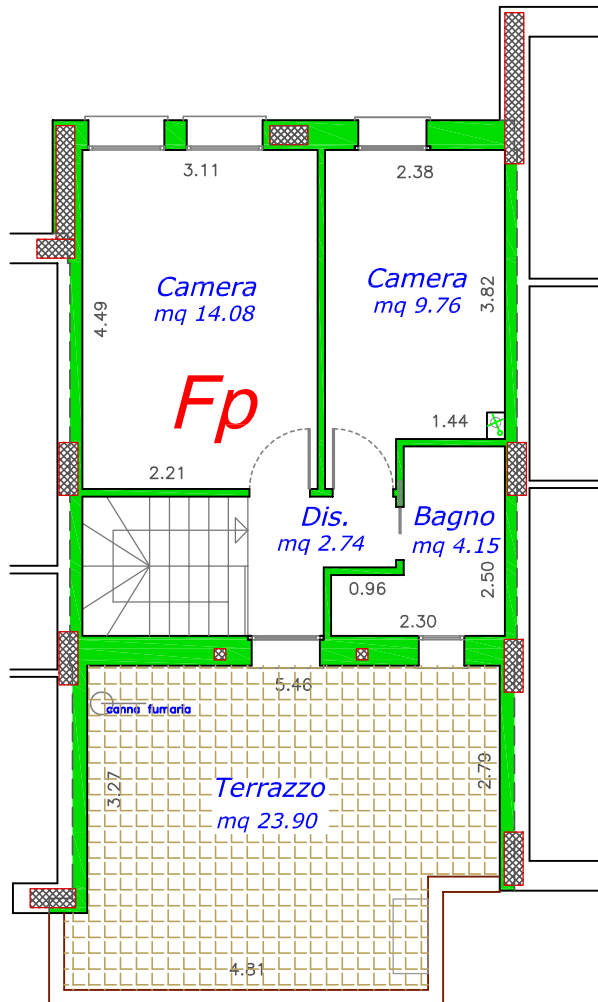 3.11
2.38
Camera
mq 14.08
Camera
mq 9.76
4.49
3.82
Fp
1.44
2.21
Dis.
mq 2.74
Bagno
mq 4.15
0.96
2.50
2.30
5.46
canna fumaria
3.27
2.79
Terrazzo
mq 23.90
4.81